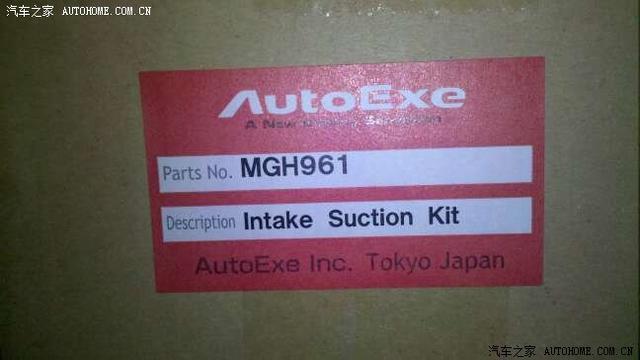 汽车之家 AUTOHOME.COM.CN
AutoExe
A New
Parts No. MGH961
Description Intake Suction Kit
AutoExe Inc. Tokyo Japan
汽车之家 AUTOHOME.COM.CN